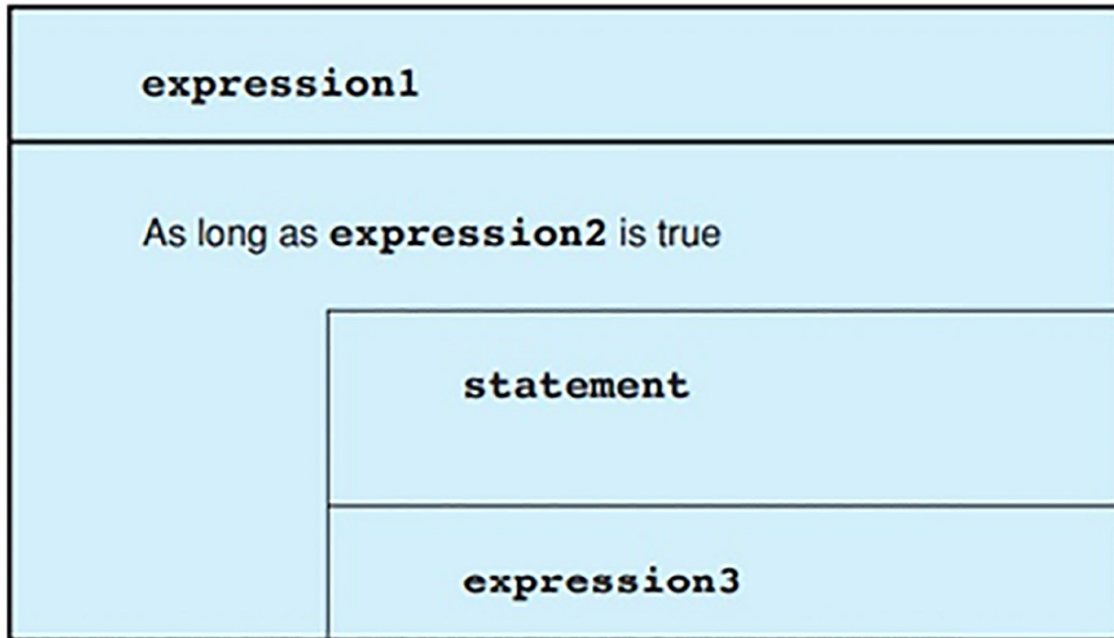 expression1
As long as expression2 is true
statement
expression3